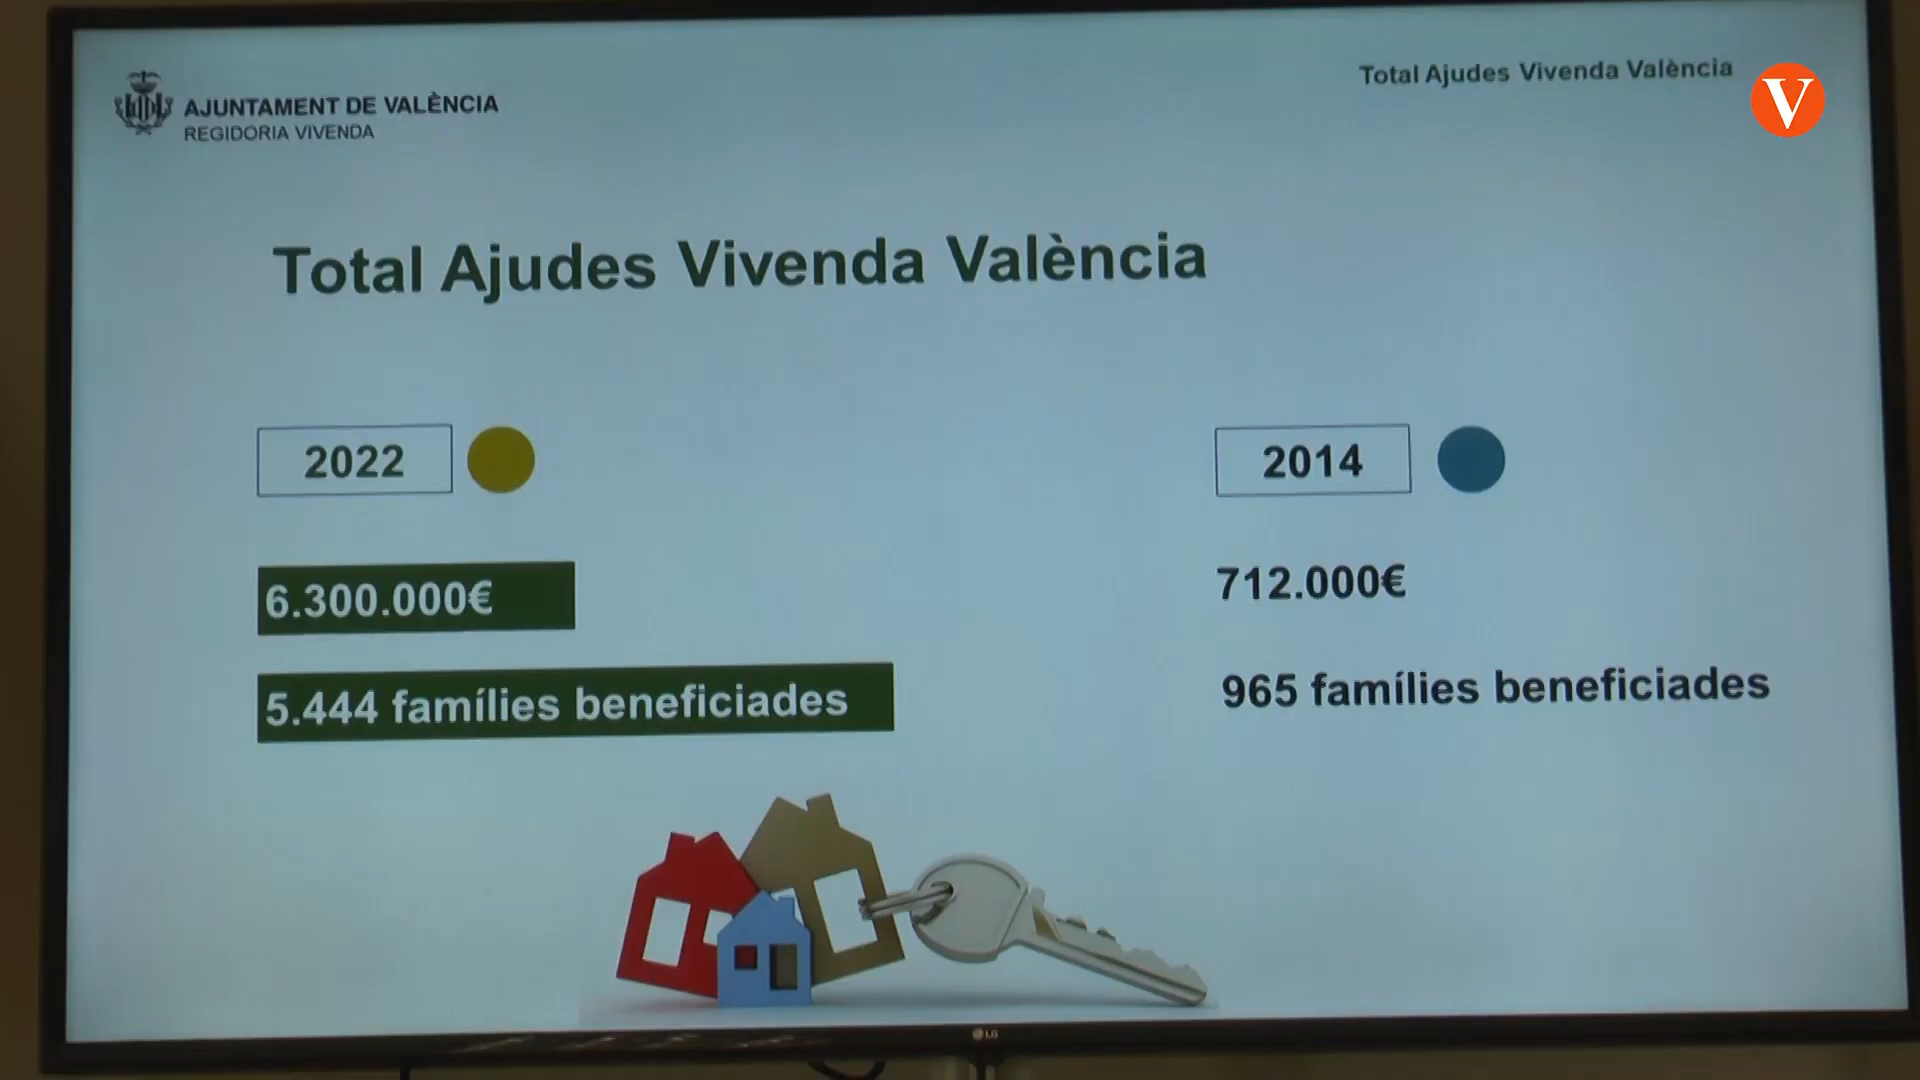 AJUNTAMENT DE VALÈNCIA
REGIDORIA VIVENDA
Total Ajudes Vivenda València
V
Total Ajudes Vivenda València
2022
2014
6.300.000€
712.000€
5.444 famílies beneficiades
965 famílies beneficiades
LG